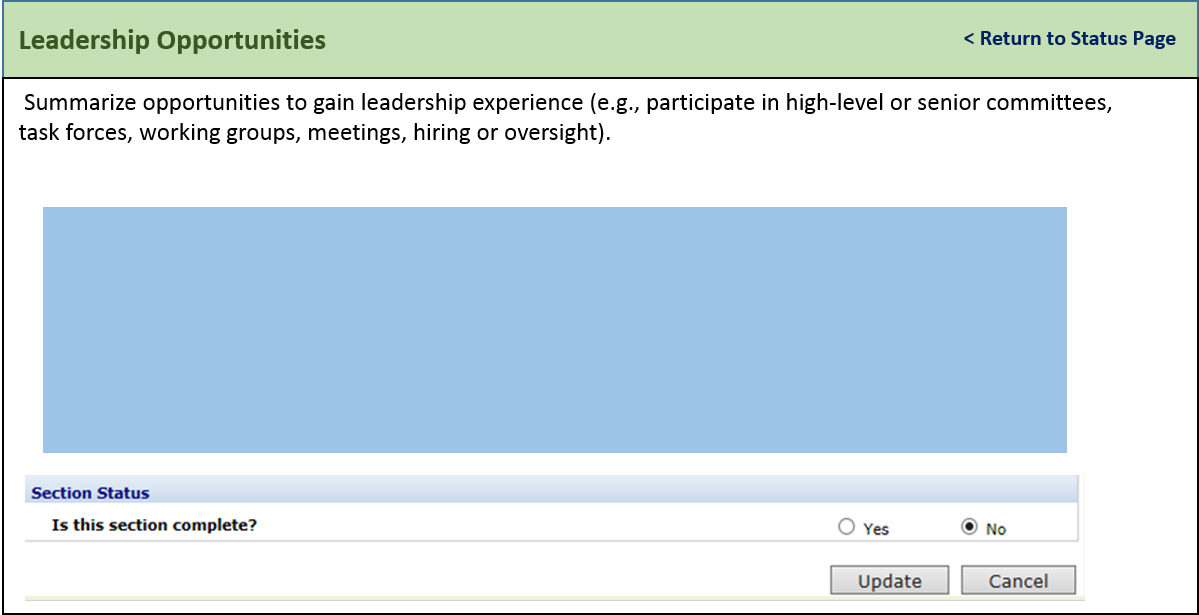 Leadership Opportunities
< Return to Status Page
Summarize opportunities to gain leadership experience (e.g., participate in high-level or senior committees,
task forces, working groups, meetings, hiring or oversight).
Section Status
Is this section complete?
Yes
No
Update
Cancel